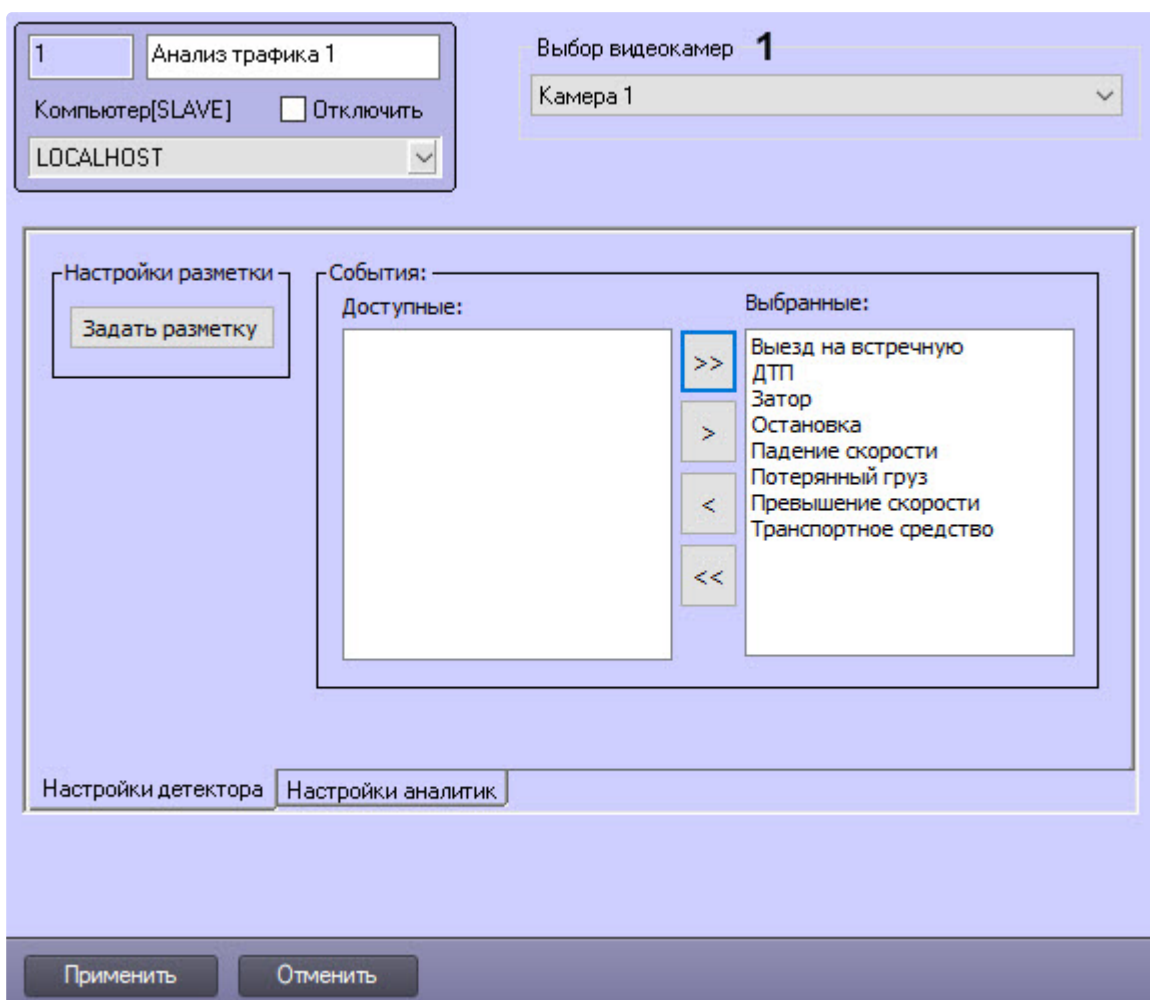 1
Анализ трафика 1
Компьютер[SLAVE]
Отключить
LOCALHOST
Выбор видеокамер 1
Камера 1
Настройки разметки
Задать разметку
События:
Доступные:
>>
>
<
<<
Выбранные:
Выезд на встречную
ДТП
Затор
Остановка
Падение скорости
Потерянный груз
Превышение скорости
Транспортное средство
Настройки детектора
Настройки аналитик
Применить
Отменить